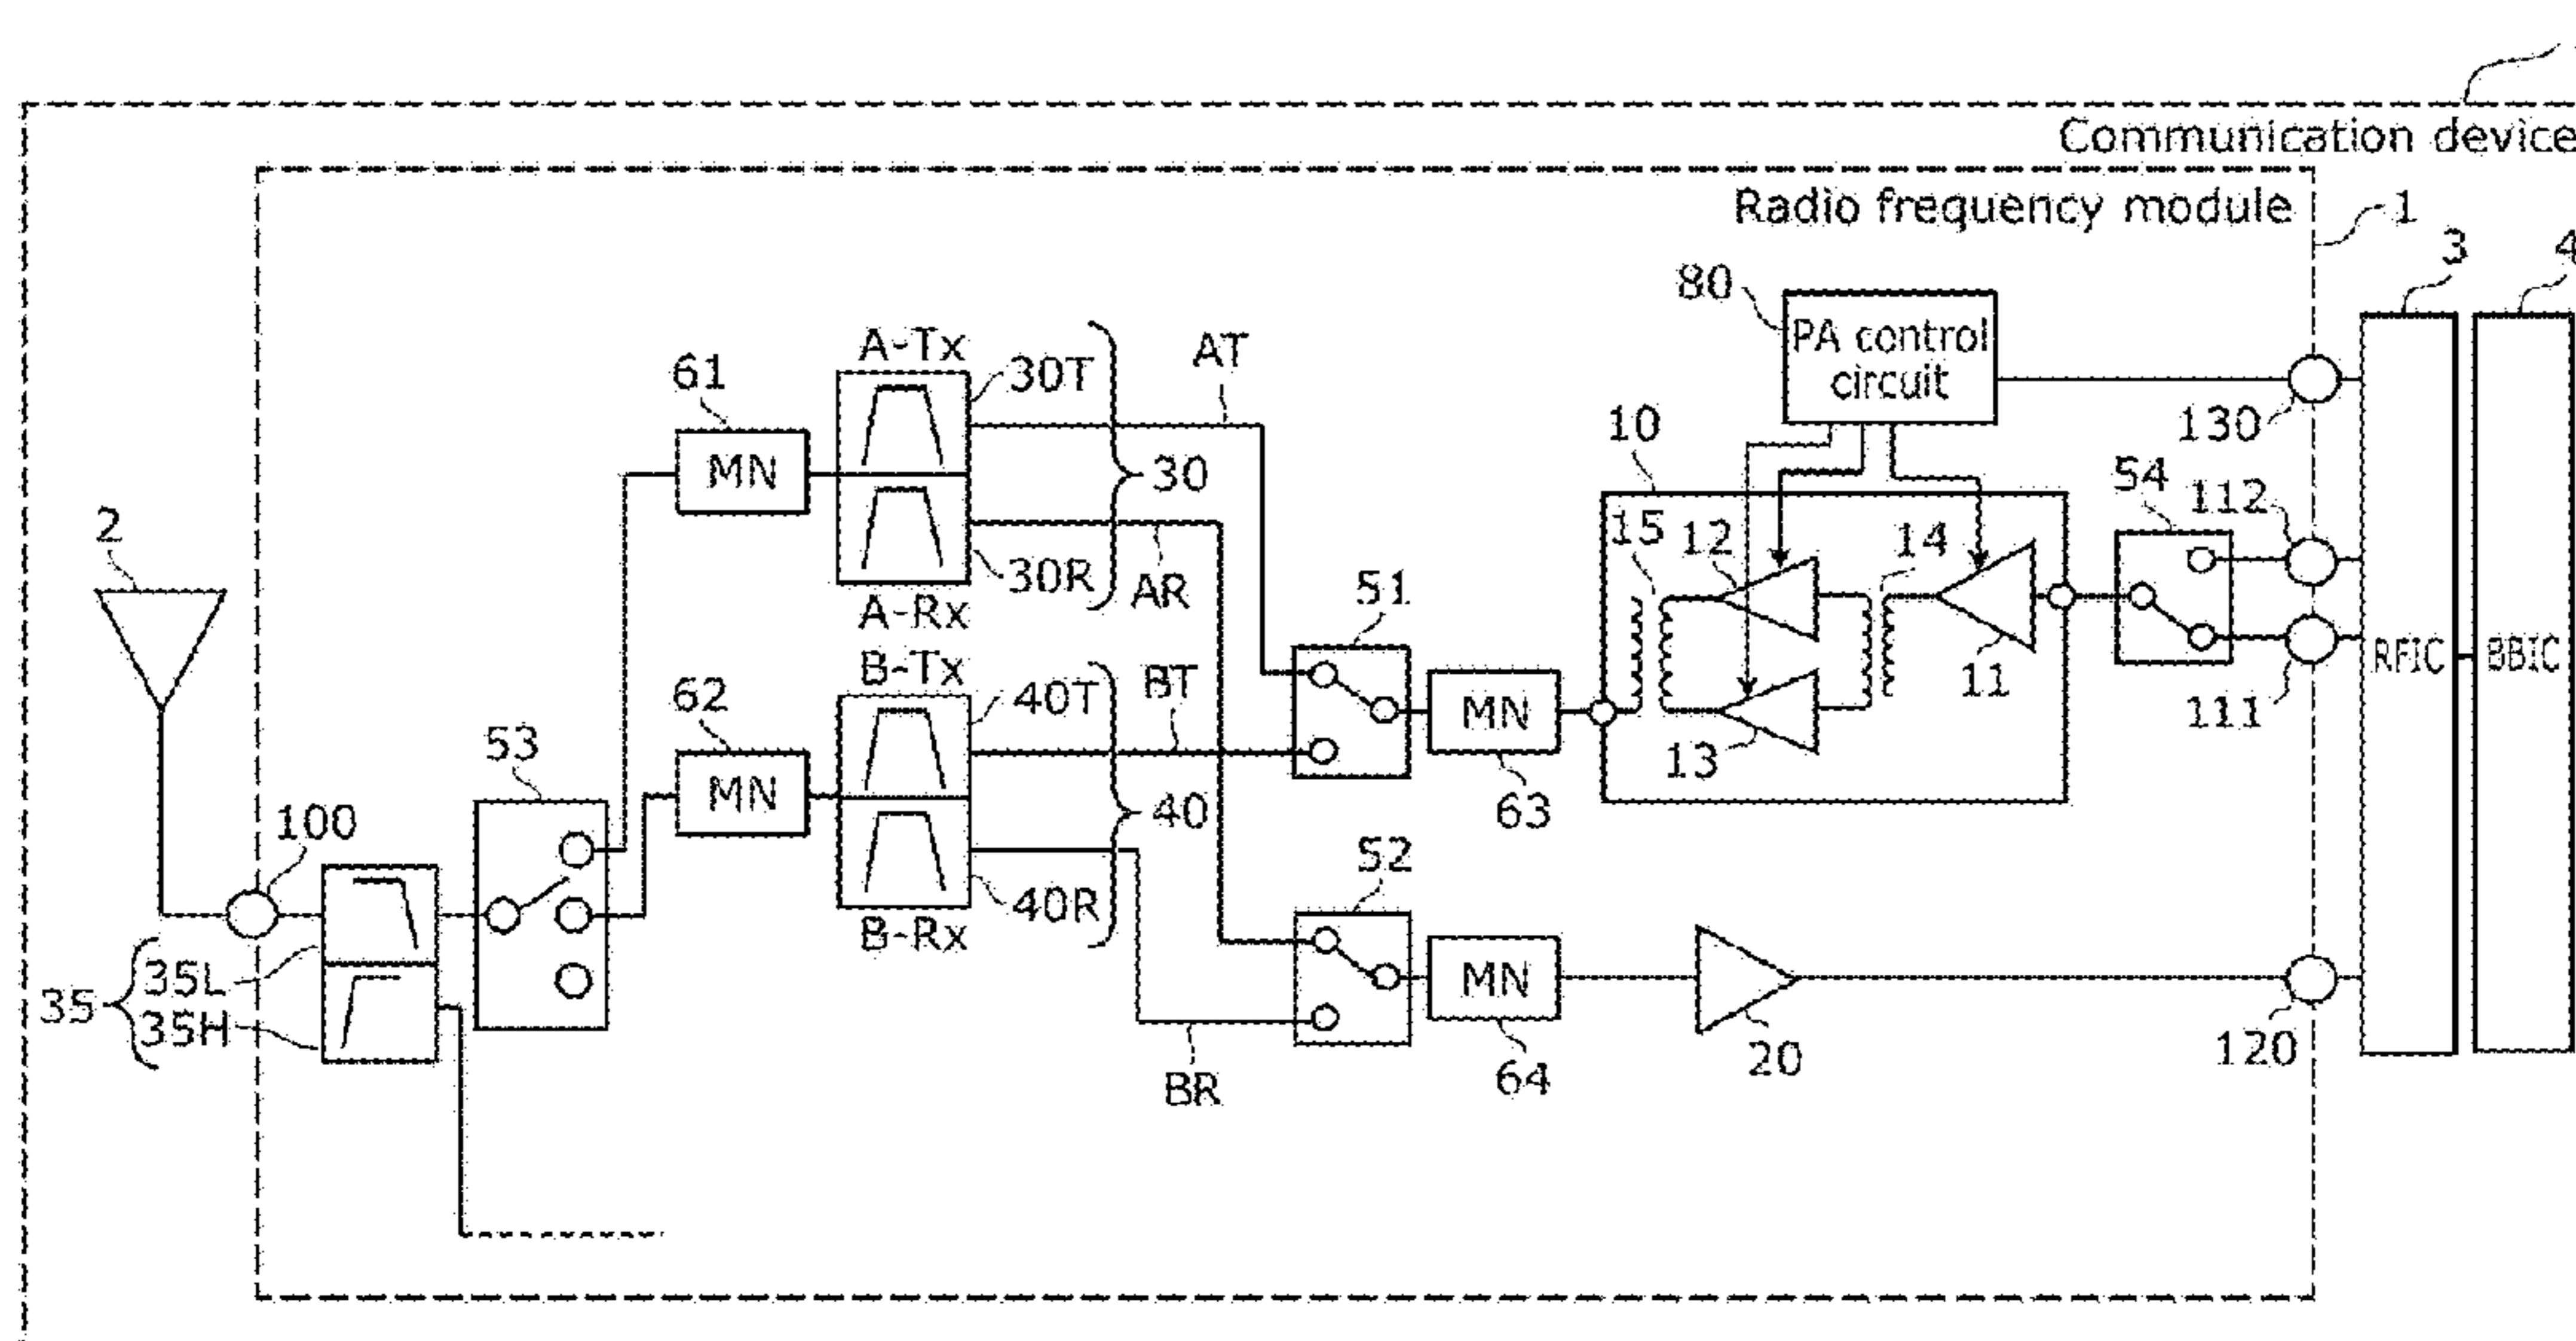 Communication device
Radio frequency module
1
3
4
80
PA control
circuit
A-Tx
30T
AT
61
MN
10
130
30
54
112
2
15
12
14
30R
AR
A-Rx
51
11
RFIC
BBIC
B-Tx
40T
BT
62
MN
MN
13
111
53
63
40
100
52
40R
B-Rx
35
35L
35H
MN
20
120
64
BR